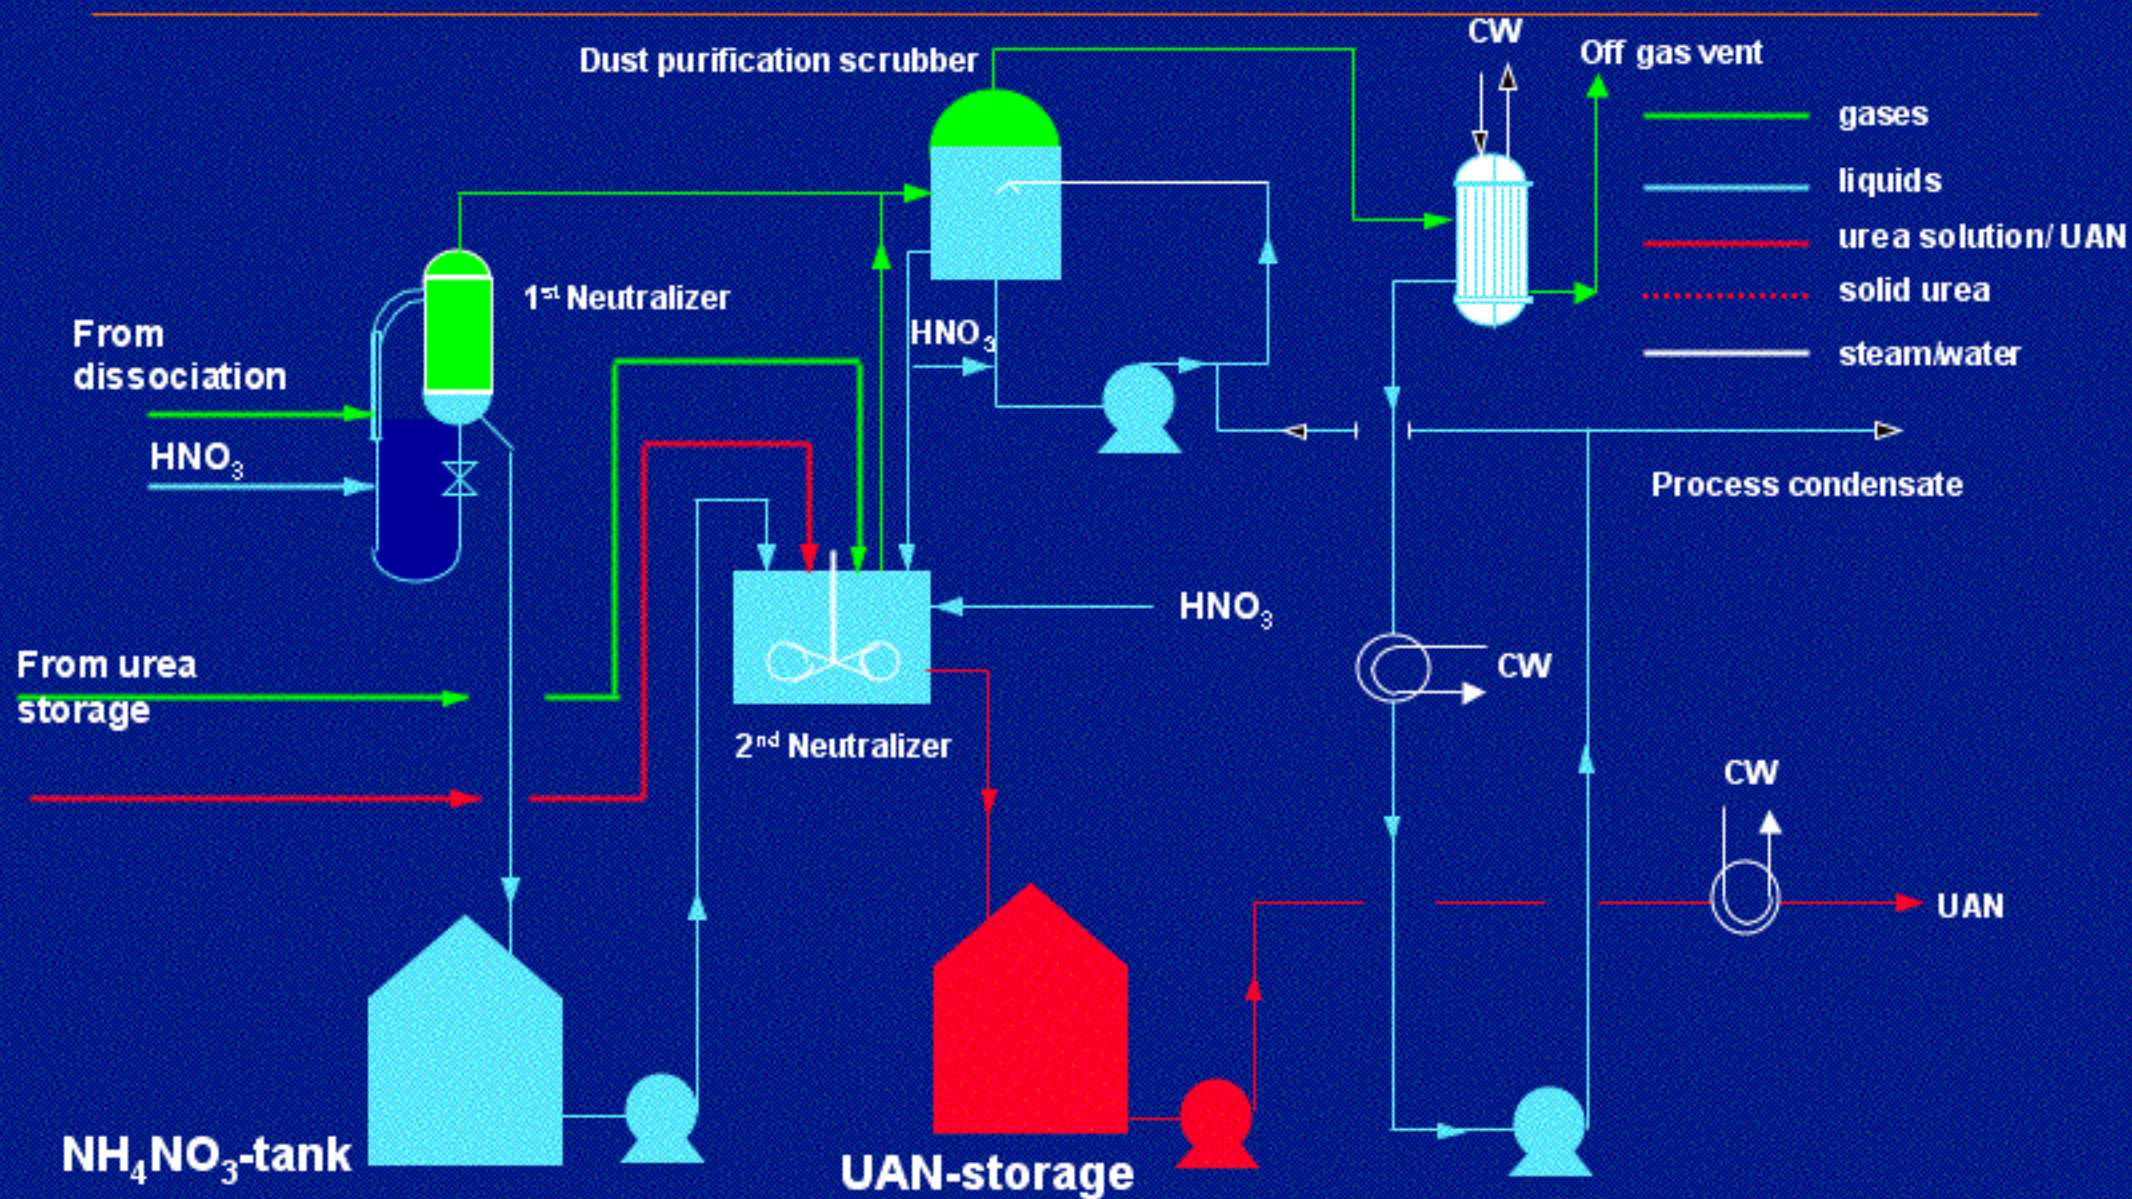 CW
Dust purification scrubber
Off gas vent
gases
liquids
urea solution/ UAN
solid urea
steam/water
1st Neutralizer
From
dissociation
HNO3
HNO3
Process condensate
HNO3
From urea
storage
CW
2nd Neutralizer
CW
UAN
NH4NO3-tank
UAN-storage